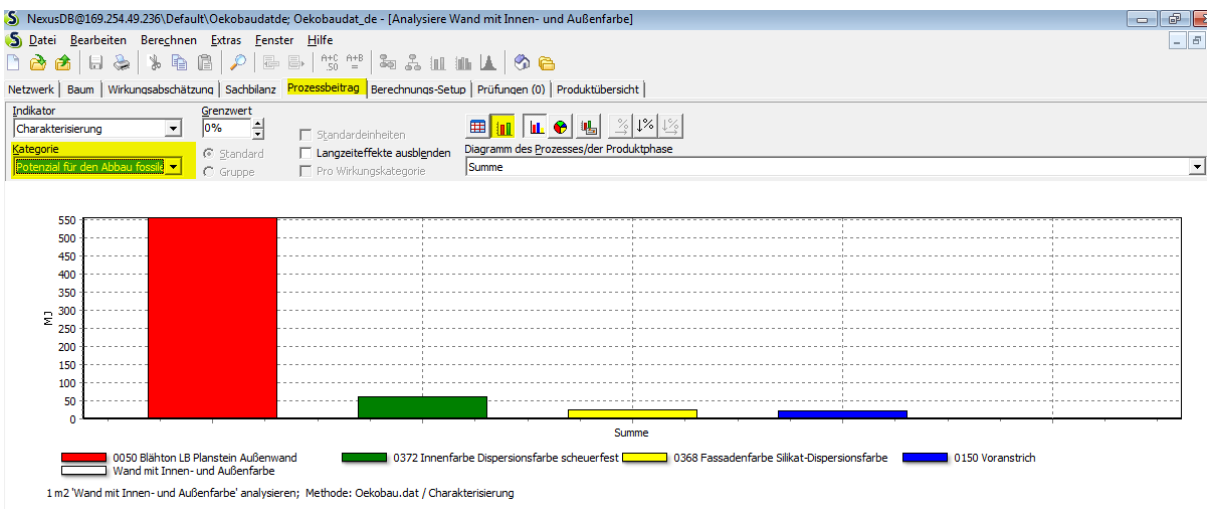 NexusDB@169.254.49.236\Default\Oekobaudatde; Oekobaudat_de - [Analysiere Wand mit Innen- und Außenfarbe]
Datei Bearbeiten Berechnen Extras Fenster Hilfe
A+C 50 A+B =
Netzwerk Baum Wirkungsabschätzung Sachbilanz Prozessbeitrag Berechnungs-Setup Prüfungen (0) Produktübersicht
Indikator Grenzwert
Charakterisierung 0% Standardeinheiten
Kategorie Standard Langzeiteffekte ausblenden Diagramm des Prozesses/der Produktphase
Potenzial für den Abbau fossile Gruppe Pro Wirkungskategorie Summe
550
500
450
400
350
MJ 300
250
200
150
100
50
0
Summe
0050 Blähton LB Planstein Außenwand 0372 Innenfarbe Dispersionsfarbe scheuerfest 0368 Fassadenfarbe Silikat-Dispersionsfarbe 0150 Voranstrich
Wand mit Innen- und Außenfarbe
1 m2 'Wand mit Innen- und Außenfarbe' analysieren; Methode: Oekobau.dat / Charakterisierung